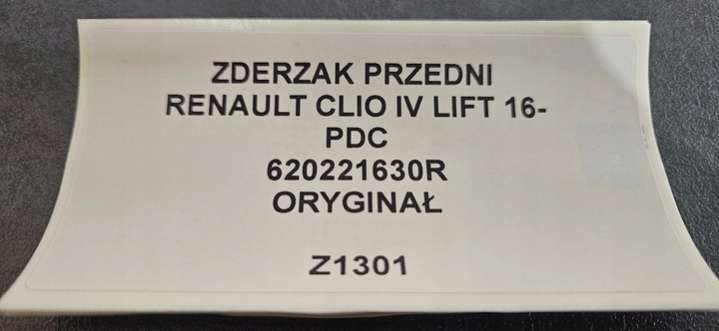 ZDERZAK PRZEDNI
RENAULT CLIO IV LIFT 16-
PDC
620221630R
ORYGINAŁ
Z1301